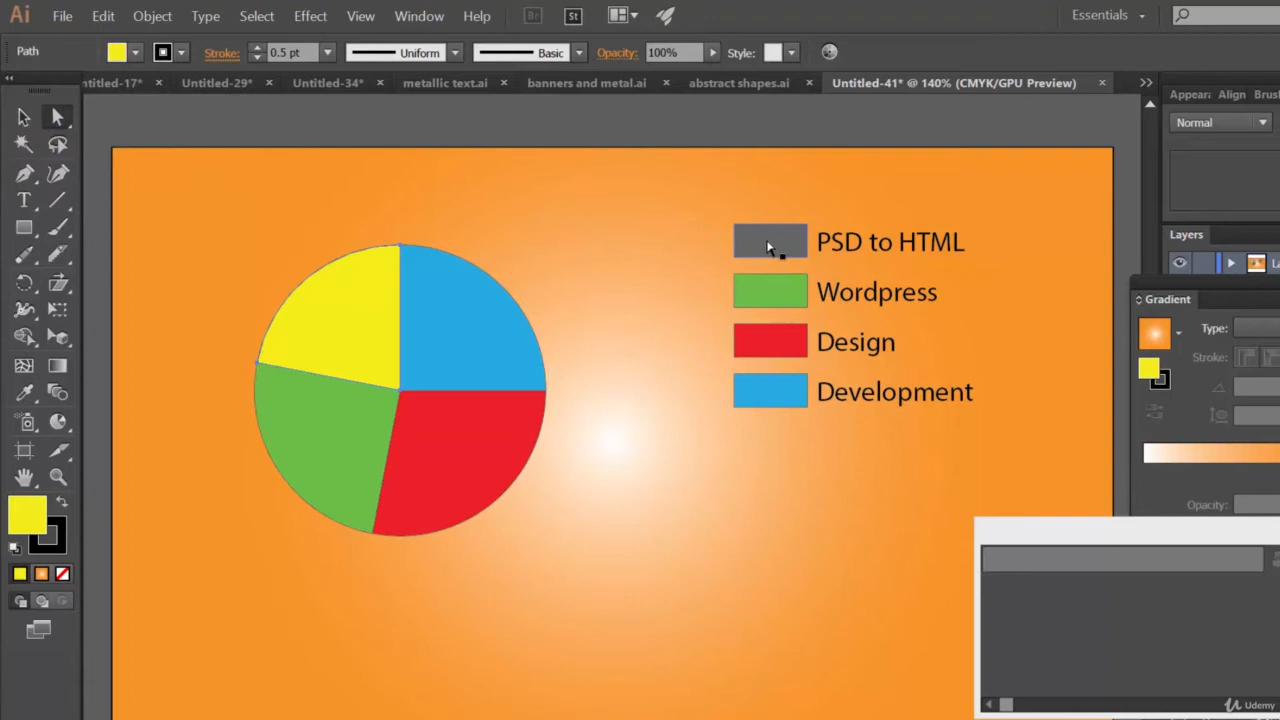 Ai File Edit Object Type Select Effect View Window Help Br St Essentials
Path Stroke: 0.5 pt Uniform Basic Opacity: 100% Style:
ntitled-17* × Untitled-29* × Untitled-34* × metallic text.ai × banners and metal.ai × abstract shapes.ai × Untitled-41* @ 140% (CMYK/GPU Preview) ×
Appear Align Brus
Normal
PSD to HTML
Layers
Wordpress
Gradient
Type:
Design
Stroke:
Development
Opacity:
Udemy